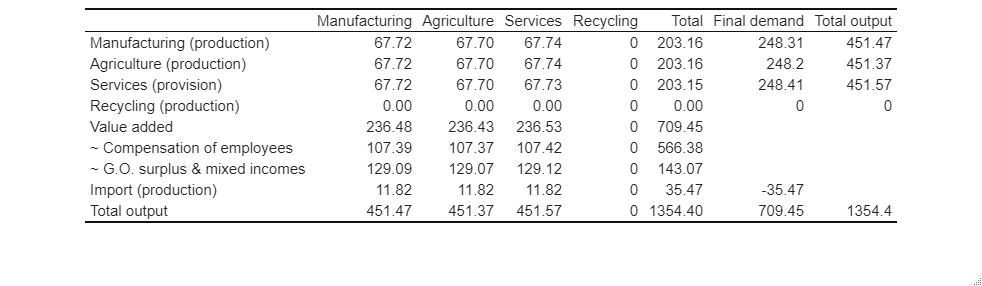 Manufacturing Agriculture Services Recycling Total Final demand Total output
Manufacturing (production) 67.72 67.70 67.74 0 203.16 248.31 451.47
Agriculture (production) 67.72 67.70 67.74 0 203.16 248.2 451.37
Services (provision) 67.72 67.70 67.73 0 203.15 248.41 451.57
Recycling (production) 0.00 0.00 0.00 0 0.00 0 0
Value added 236.48 236.43 236.53 0 709.45
~ Compensation of employees 107.39 107.37 107.42 0 566.38
~ G.O. surplus & mixed incomes 129.09 129.07 129.12 0 143.07
Import (production) 11.82 11.82 11.82 0 35.47 -35.47
Total output 451.47 451.37 451.57 0 1354.40 709.45 1354.4